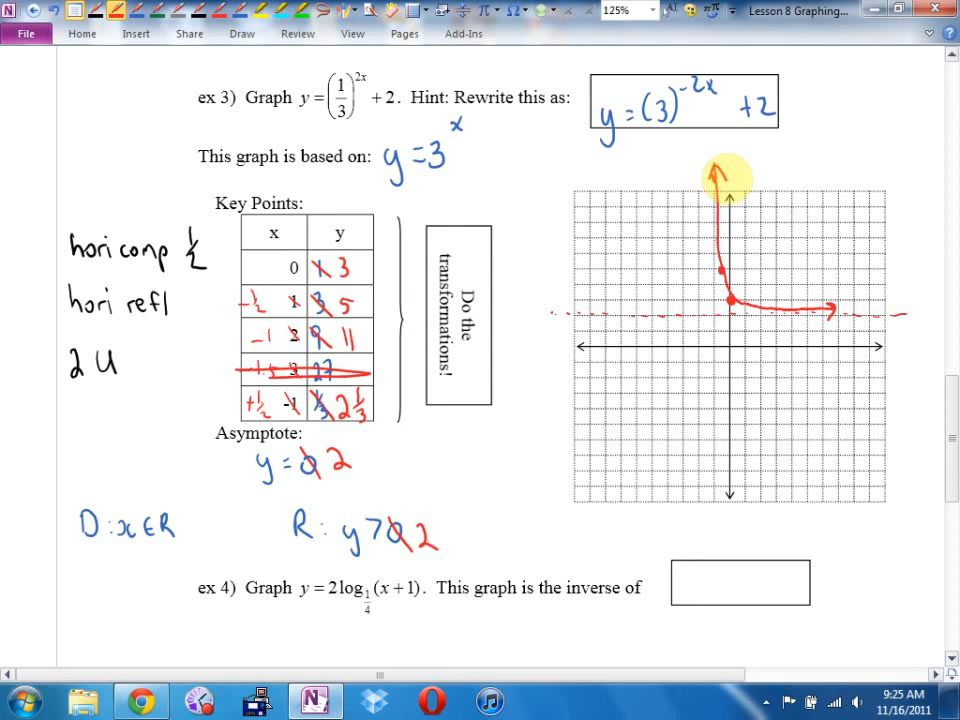 125%
Lesson 8 Graphing...
File Home Insert Share Draw Review View Pages Add-Ins
ex 3) Graph y = (1/3)^2x + 2. Hint: Rewrite this as: y = (3)^-2x + 2
This graph is based on: y = 3^x
Key Points:
x y
0 1 3
-1/2 1 3 5
-1 2 9 11
3 27
+1/2 -1 1/3 2 1/3
hori comp 1/2
hori refl
2 U
Do the
transformations!
Asymptote:
y = 0 2
D: x ∈ R R: y > 0 2
ex 4) Graph y = 2log_1/4 (x + 1). This graph is the inverse of
9:25 AM
11/16/2011